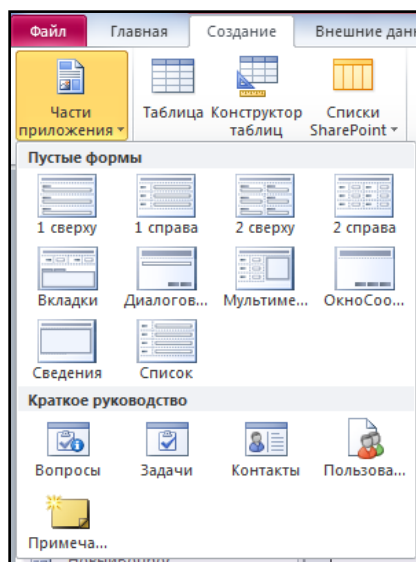 Файл Главная Создание Внешние дан
Части приложения Таблица Конструктор таблиц Списки SharePoint
Пустые формы
1 сверху 1 справа 2 сверху 2 справа
Вкладки Диалогов... Мультиме... ОкноСоо...
Сведения Список
Краткое руководство
Вопросы Задачи Контакты Пользова...
Примеча...